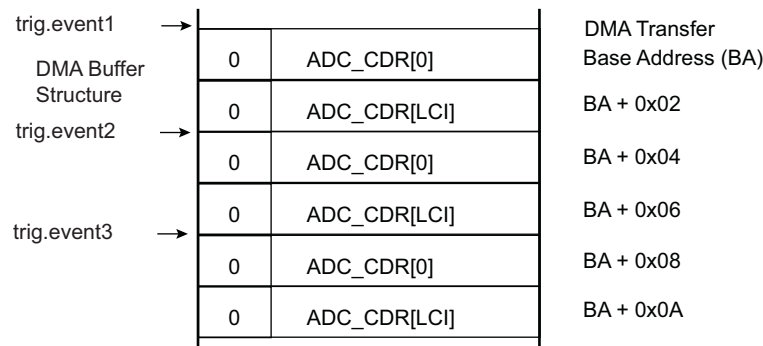 trig.event1
DMA Transfer
Base Address (BA)
DMA Buffer
Structure
0 ADC_CDR[0]
0 ADC_CDR[LCI] BA + 0x02
trig.event2
0 ADC_CDR[0] BA + 0x04
0 ADC_CDR[LCI] BA + 0x06
trig.event3
0 ADC_CDR[0] BA + 0x08
0 ADC_CDR[LCI] BA + 0x0A